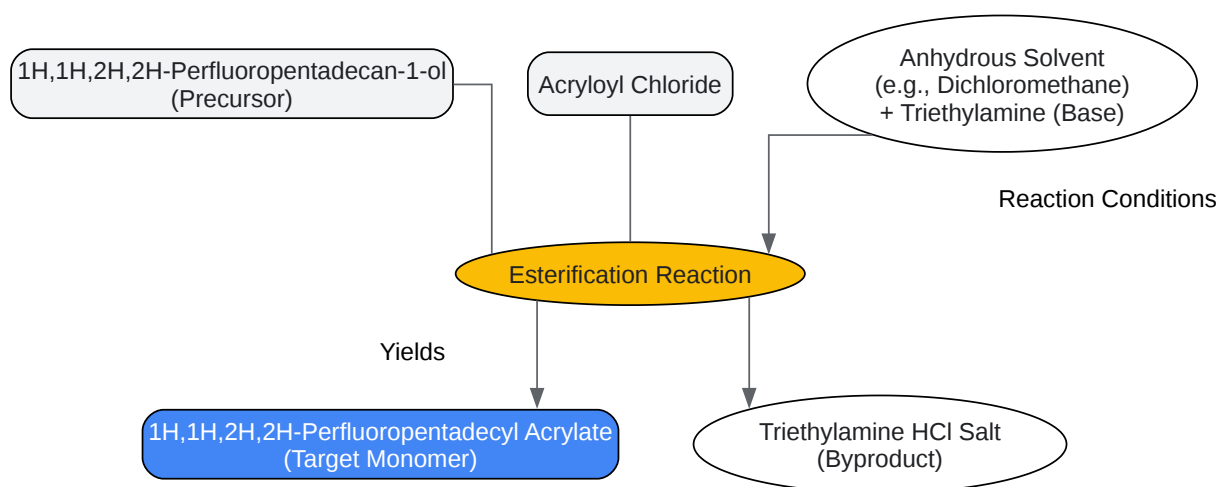 1H,1H,2H,2H-Perfluoropentadecan-1-ol
(Precursor)
Acryloyl Chloride
Anhydrous Solvent
(e.g., Dichloromethane)
+ Triethylamine (Base)
Reaction Conditions
Esterification Reaction
Yields
1H,1H,2H,2H-Perfluoropentadecyl Acrylate
(Target Monomer)
Triethylamine HCl Salt
(Byproduct)